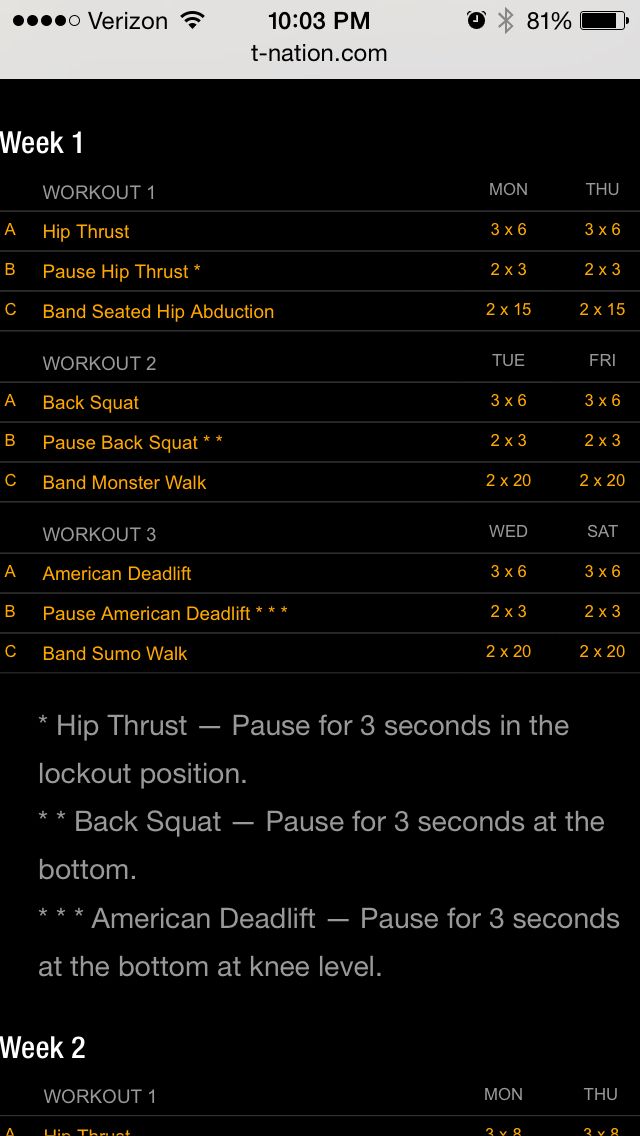 Verizon 10:03 PM 81%
t-nation.com
Week 1
WORKOUT 1 MON THU
A Hip Thrust 3 x 6 3 x 6
B Pause Hip Thrust * 2 x 3 2 x 3
C Band Seated Hip Abduction 2 x 15 2 x 15
WORKOUT 2 TUE FRI
A Back Squat 3 x 6 3 x 6
B Pause Back Squat * * 2 x 3 2 x 3
C Band Monster Walk 2 x 20 2 x 20
WORKOUT 3 WED SAT
A American Deadlift 3 x 6 3 x 6
B Pause American Deadlift * * * 2 x 3 2 x 3
C Band Sumo Walk 2 x 20 2 x 20
* Hip Thrust — Pause for 3 seconds in the
lockout position.
* * Back Squat — Pause for 3 seconds at the
bottom.
* * * American Deadlift — Pause for 3 seconds
at the bottom at knee level.
Week 2
WORKOUT 1 MON THU
A Hip Thrust 3 x 8 3 x 8